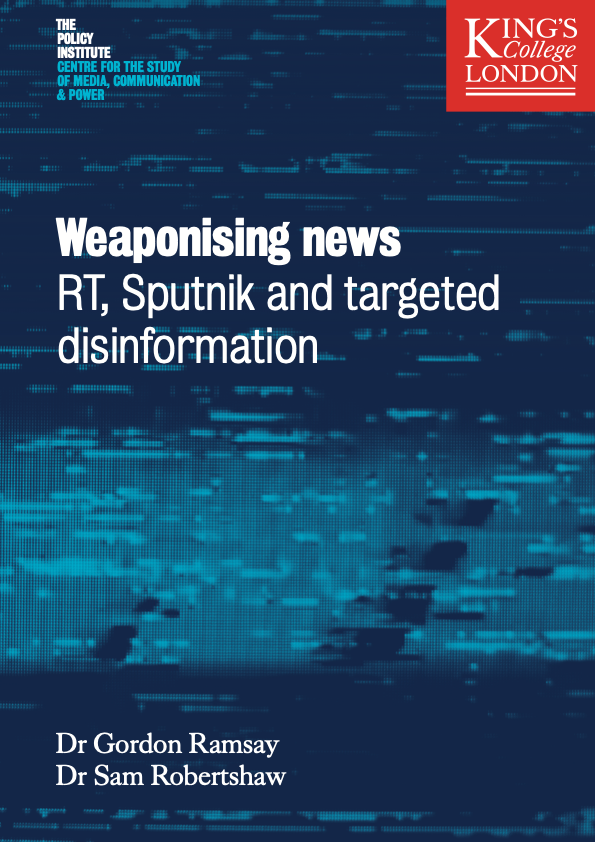 THE
POLICY
INSTITUTE
CENTRE FOR THE STUDY
OF MEDIA, COMMUNICATION
& POWER
KING'S
College
LONDON
Weaponising news
RT, Sputnik and targeted
disinformation
Dr Gordon Ramsay
Dr Sam Robertshaw